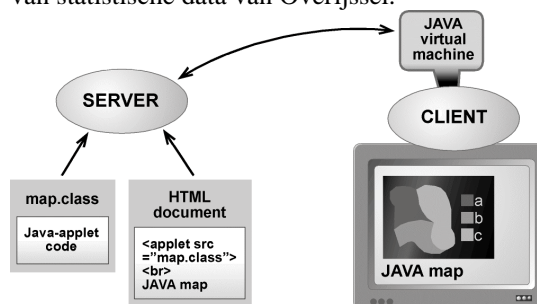 van statistische data van Overijssel.
JAVA
virtual
machine
SERVER
CLIENT
map.class
Java-applet
code
HTML
document
<applet src
="map.class">
<br>
JAVA map
a
b
c
JAVA map